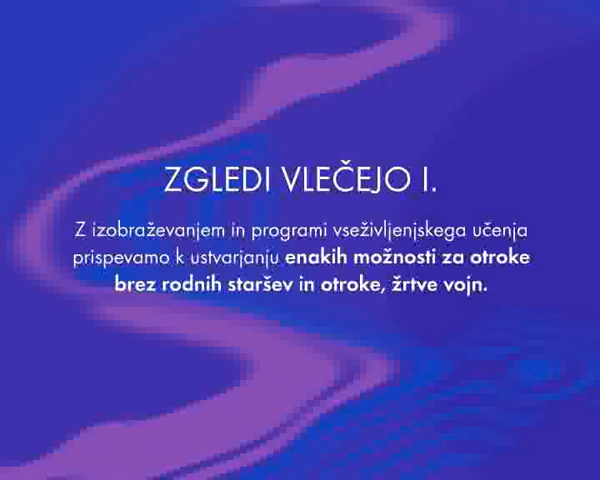 ZGLEDI VLEČEJO I.
Z izobraževanjem in programi vseživljenjskega učenja
prispevamo k ustvarjanju enakih možnosti za otroke
brez rodnih staršev in otroke, žrtve vojn.